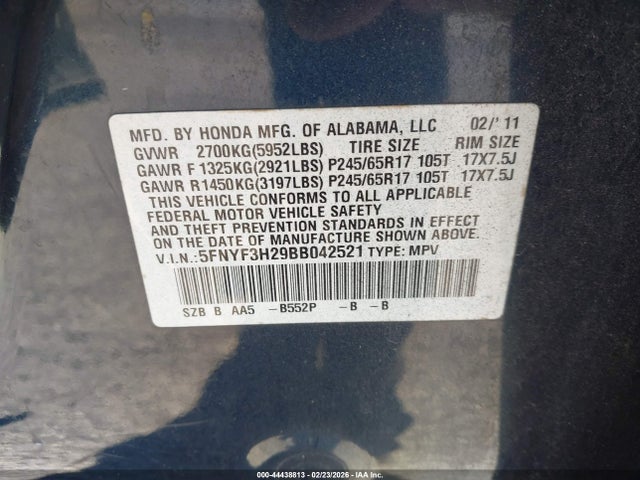 MFD. BY HONDA MFG. OF ALABAMA, LLC 02/'11
GVWR 2700KG(5952LBS) TIRE SIZE RIM SIZE
GAWR F 1325KG(2921LBS) P245/65R17 105T 17X7.5J
GAWR R1450KG(3197LBS) P245/65R17 105T 17X7.5J
THIS VEHICLE CONFORMS TO ALL APPLICABLE
FEDERAL MOTOR VEHICLE SAFETY
AND THEFT PREVENTION STANDARDS IN EFFECT ON
THE DATE OF MANUFACTURE SHOWN ABOVE.
V.I.N.:5FNYF3H29BB042521 TYPE: MPV
SZB B AA5 -B552P -B -B
000-44438813 - 02/23/2026 - IAA Inc.